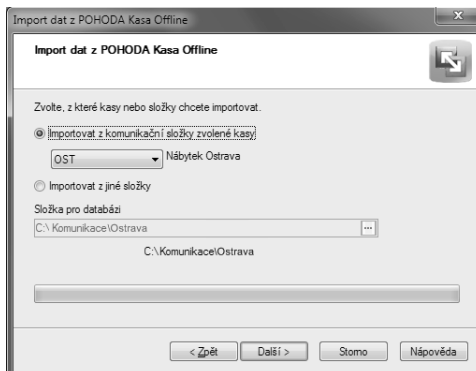 Import dat z POHODA Kasa Offline
Import dat z POHODA Kasa Offline
Zvolte, z které kasy nebo složky chcete importovat.
Importovat z komunikační složky zvolené kasy
OST Nábytek Ostrava
Importovat z jiné složky
Složka pro databázi
C:\ Komunikace\Ostrava ...
C:\Komunikace\Ostrava
< Zpět Další > Storno Nápověda